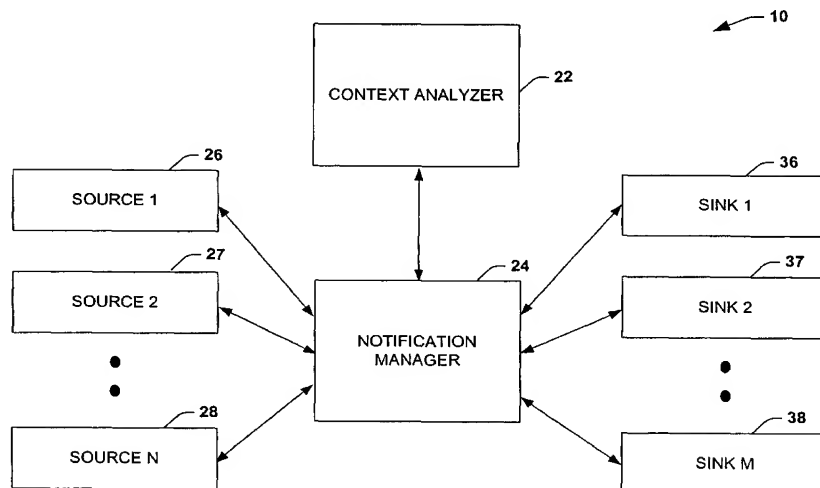 10
CONTEXT ANALYZER
22
26
SOURCE 1
36
SINK 1
27
SOURCE 2
24
NOTIFICATION
MANAGER
37
SINK 2
28
SOURCE N
38
SINK M